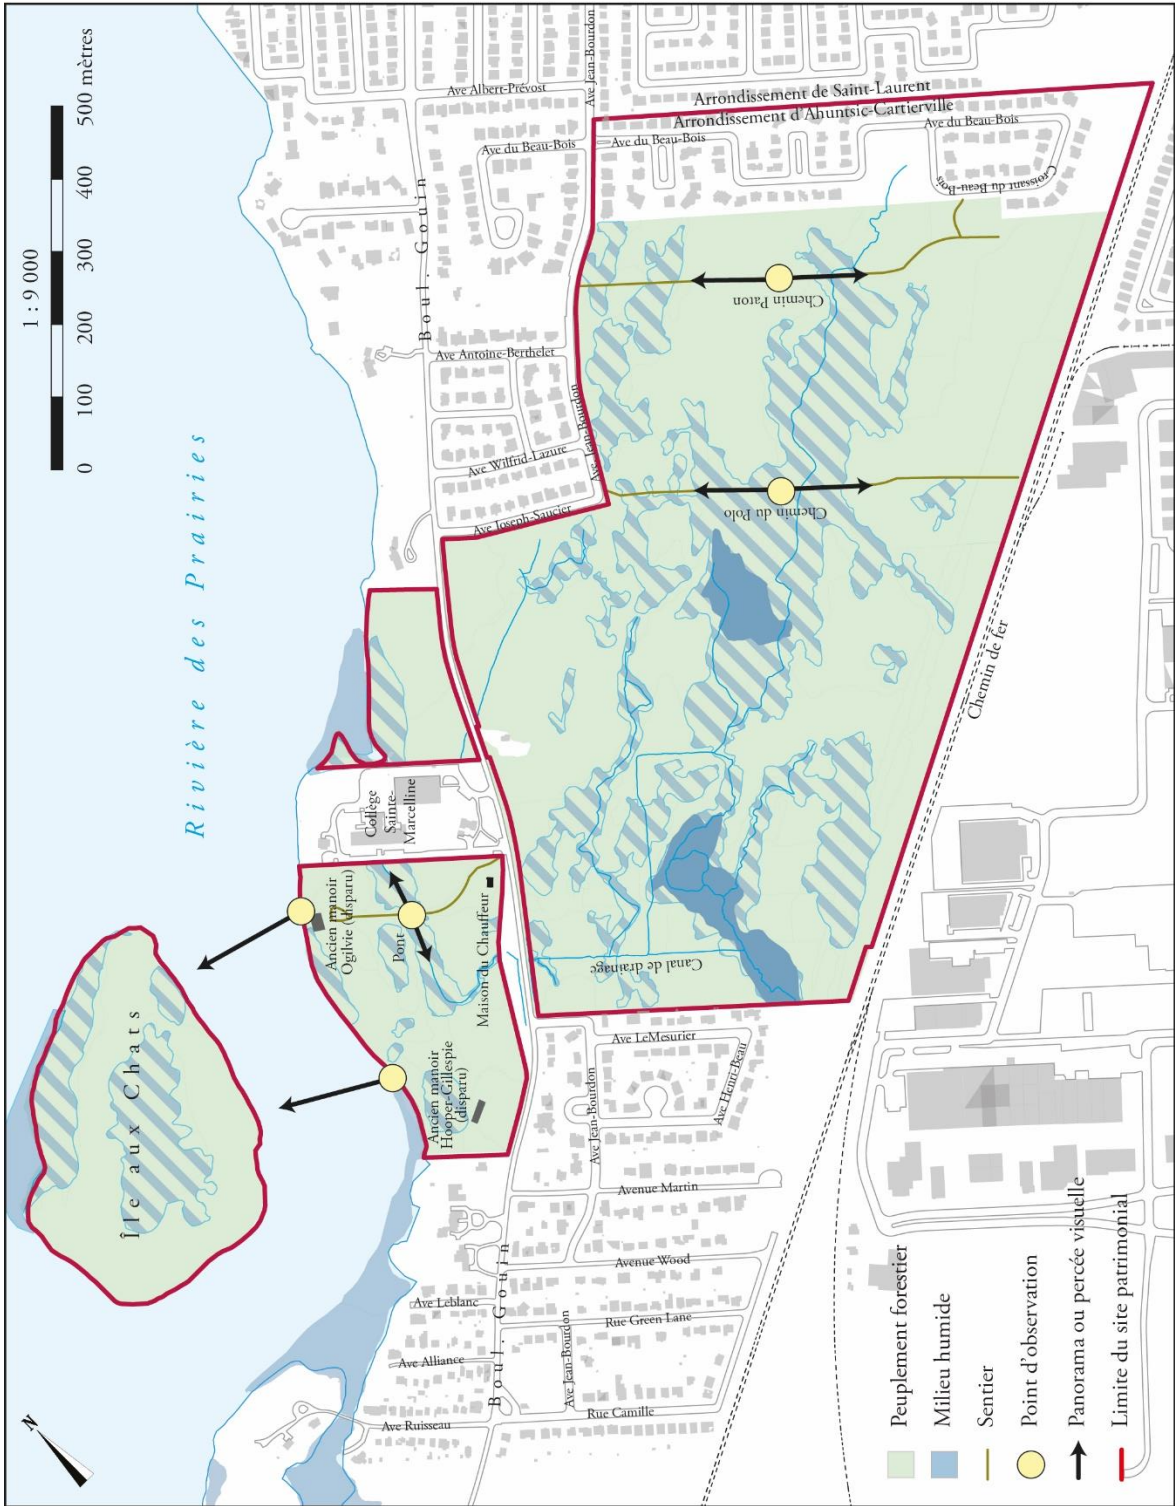 Rivière des Prairies
1 : 9 000
0
100
200
300
400
500 mètres
N
Île aux Chats
Ancien manoir
Ogilvie (disparu)
Pont
Maison du Chauffeur
Ancien manoir
Hooper-Gillespie
(disparu)
Collège
Sainte-
Marcelline
Boul. Gouin
Ave Albert-Prévost
Ave Jean-Bourdon
Ave du Beau-Bois
Ave Antoine-Berthelet
Ave Wilfrid-Lazure
Ave Jean-Bourdon
Ave Joseph-Saucier
Arrondissement de Saint-Laurent
Arrondissement d'Ahuntsic-Cartierville
Ave du Beau-Bois
Ave du Beau-Bois
Croissant du Beau-Bois
Chemin Paton
Chemin du Polo
Canal de drainage
Chemin de fer
Ave LeMesurier
Ave Henri-Beau
Ave Jean-Bourdon
Avenue Martin
Avenue Wood
Boul. Gouin
Ave Leblanc
Rue Green Lane
Ave Alliance
Ave Jean-Bourdon
Ave Ruisseau
Rue Camille
Peuplement forestier
Milieu humide
Sentier
Point d'observation
Panorama ou percée visuelle
Limite du site patrimonial